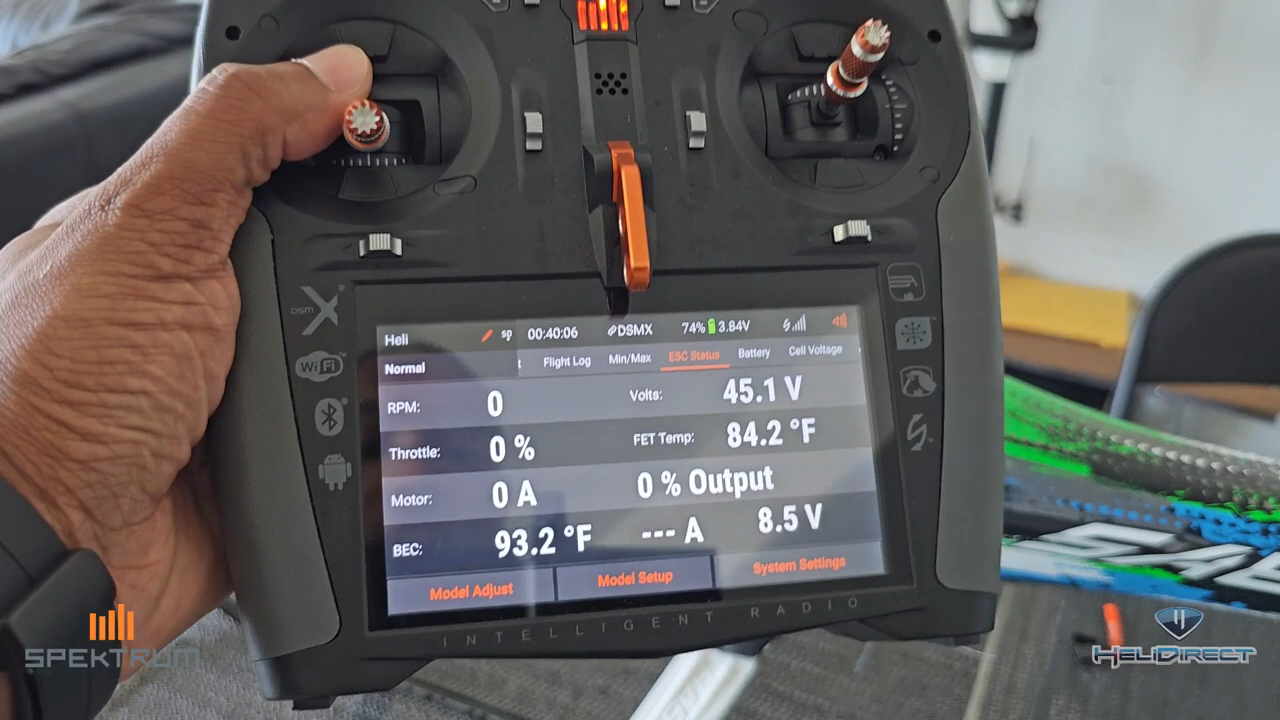 Heli
sp 00:40:06 DSMX 74% 3.84V
Normal
t Flight Log Min/Max ESC Status Battery Cell Voltage
RPM: 0 Volts: 45.1 V
Throttle: 0 % FET Temp: 84.2 °F
Motor: 0 A 0 % Output
BEC: 93.2 °F --- A 8.5 V
Model Adjust Model Setup System Settings
INTELLIGENT RADIO
DSM X
WiFi
SPEKTRUM
HELIDIRECT